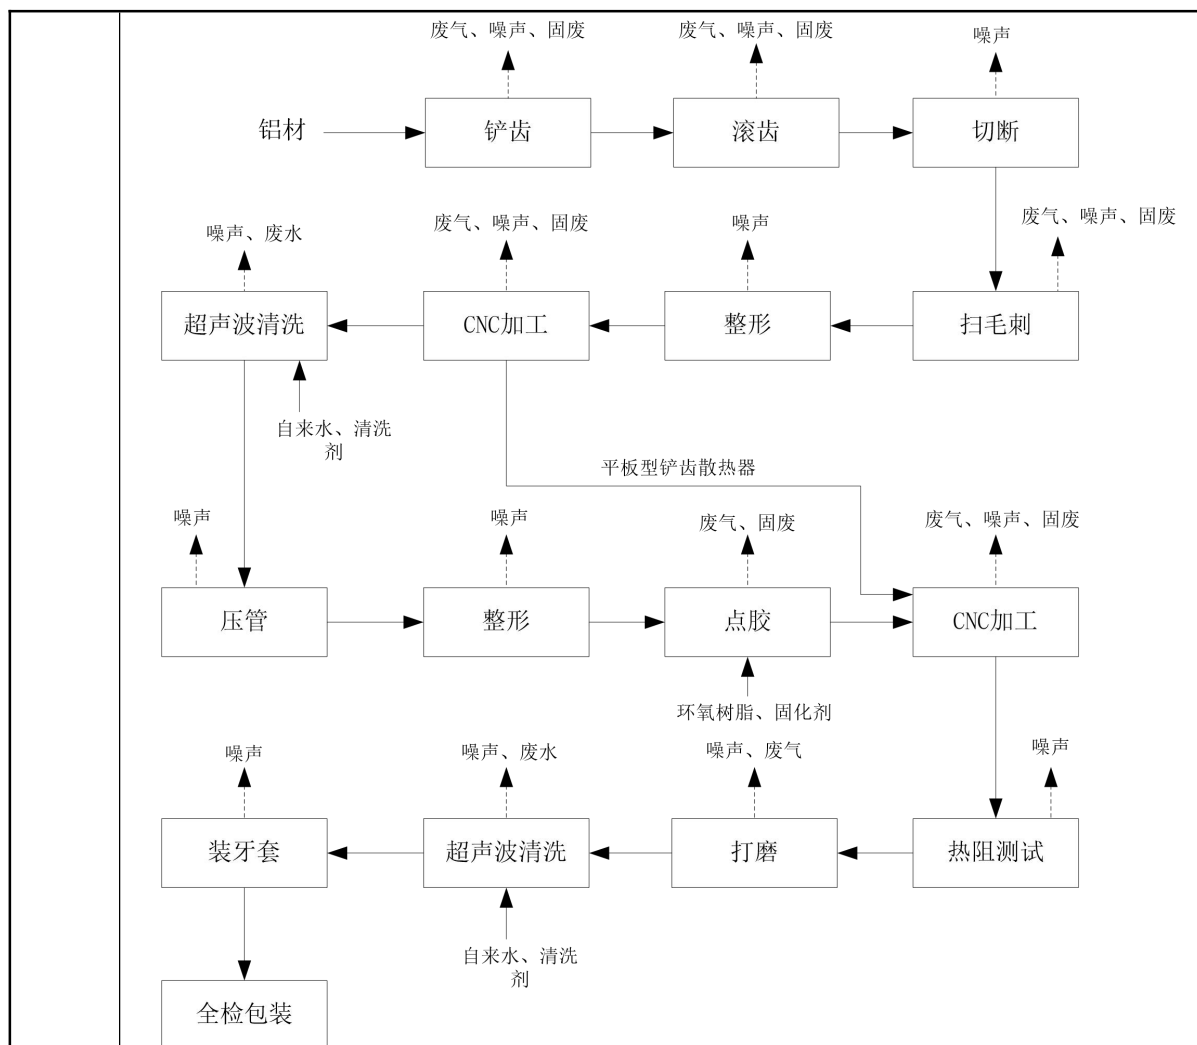 废气、噪声、固废
废气、噪声、固废
噪声
铝材
铲齿
滚齿
切断
噪声、废水
废气、噪声、固废
噪声
废气、噪声、固废
超声波清洗
CNC加工
整形
扫毛刺
自来水、清洗
剂
平板型铲齿散热器
噪声
噪声
废气、固废
废气、噪声、固废
压管
整形
点胶
CNC加工
环氧树脂、固化剂
噪声
噪声、废水
噪声、废气
噪声
装牙套
超声波清洗
打磨
热阻测试
自来水、清洗
剂
全检包装